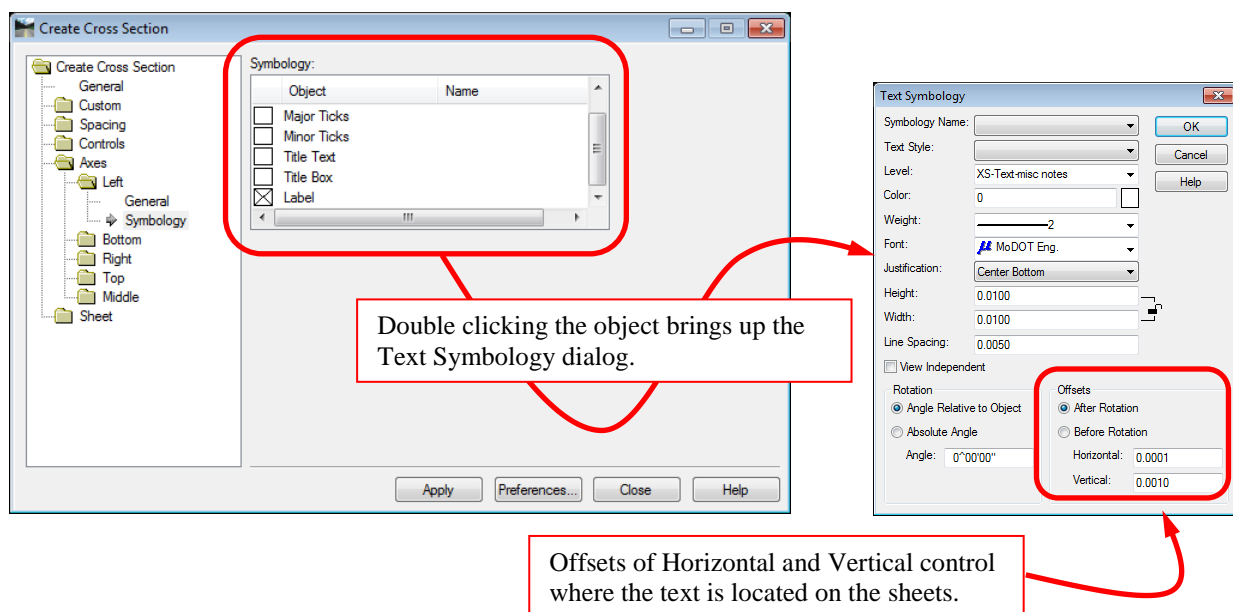 Create Cross Section
Create Cross Section
General
Custom
Spacing
Controls
Axes
Left
General
Symbology
Bottom
Right
Top
Middle
Sheet
Symbology:
Object Name
Major Ticks
Minor Ticks
Title Text
Title Box
Label
Apply Preferences... Close Help
Double clicking the object brings up the
Text Symbology dialog.
Text Symbology
Symbology Name:
Text Style:
Level: XS-Text-misc notes
Color: 0
Weight: 2
Font: MoDOT Eng.
Justification: Center Bottom
Height: 0.0100
Width: 0.0100
Line Spacing: 0.0050
View Independent
OK
Cancel
Help
Rotation
Angle Relative to Object
Absolute Angle
Angle: 0^00'00"
Offsets
After Rotation
Before Rotation
Horizontal: 0.0001
Vertical: 0.0010
Offsets of Horizontal and Vertical control
where the text is located on the sheets.